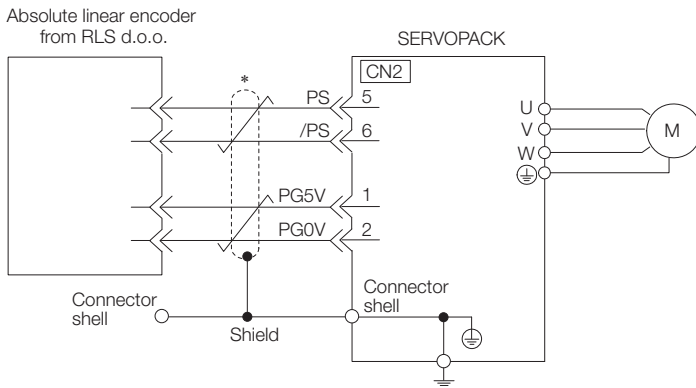 Absolute linear encoder
from RLS d.o.o.
SERVOPACK
*
CN2
PS 5
/PS 6
PG5V 1
PG0V 2
U
V
W
M
Connector
shell
Shield
Connector
shell